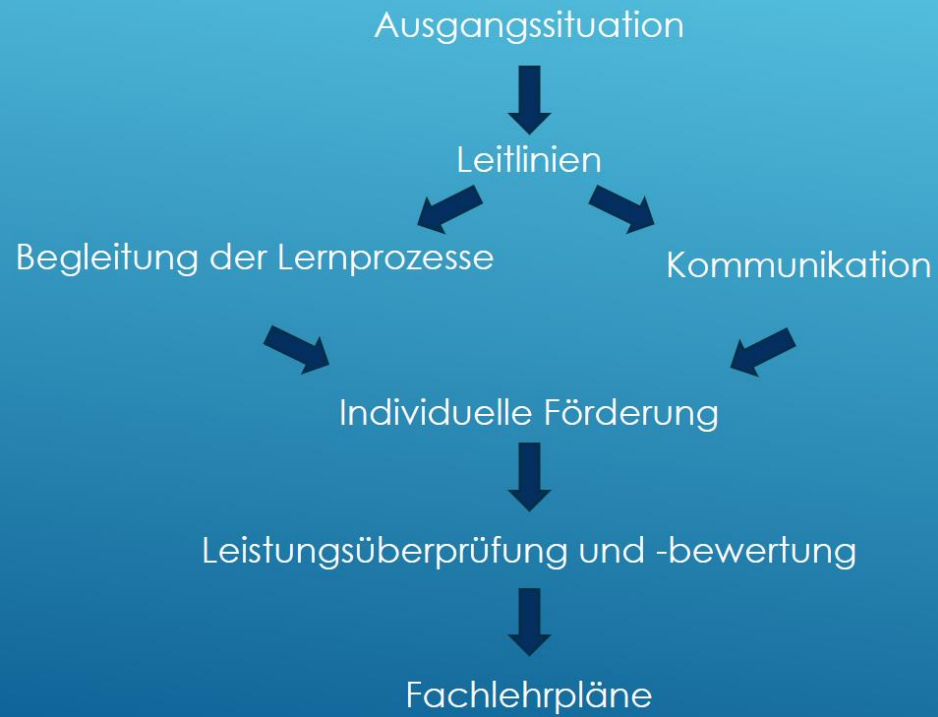 Ausgangssituation
Leitlinien
Begleitung der Lernprozesse
Kommunikation
Individuelle Förderung
Leistungsüberprüfung und -bewertung
Fachlehrpläne